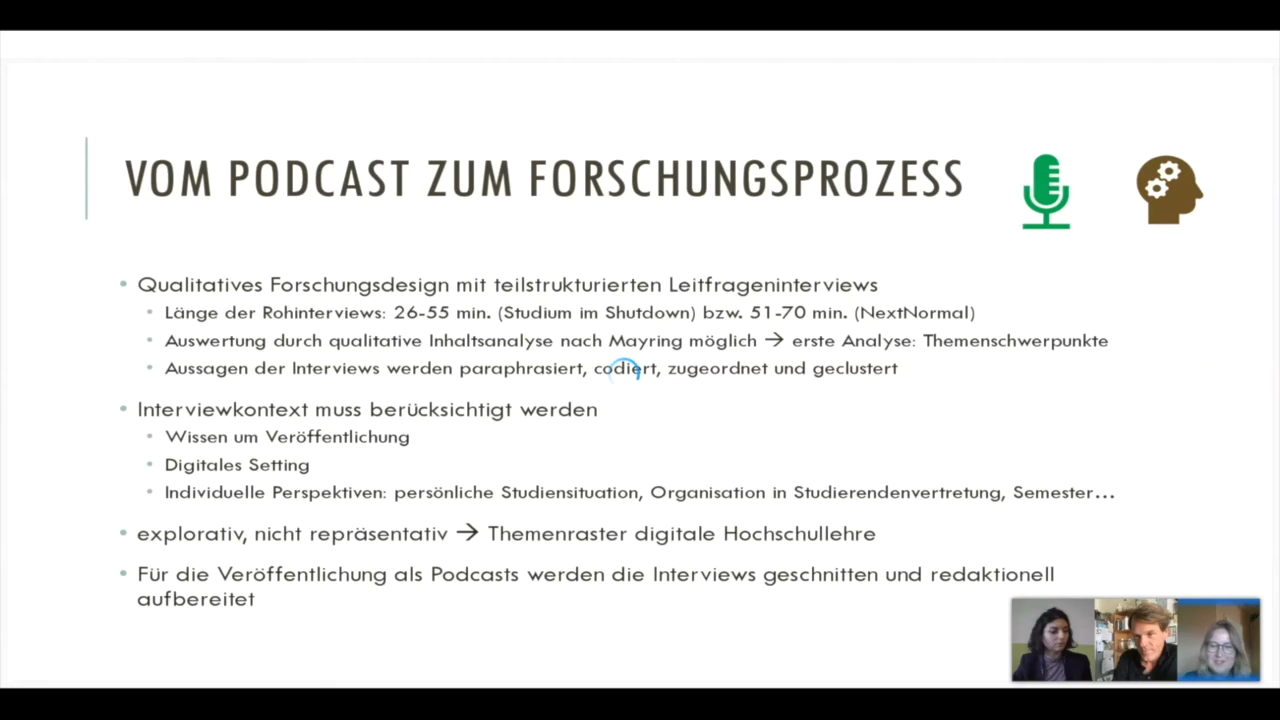 VOM PODCAST ZUM FORSCHUNGSPROZESS
• Qualitatives Forschungsdesign mit teilstrukturierten Leitfrageninterviews
• Länge der Rohinterviews: 26-55 min. (Studium im Shutdown) bzw. 51-70 min. (NextNormal)
• Auswertung durch qualitative Inhaltsanalyse nach Mayring möglich → erste Analyse: Themenschwerpunkte
• Aussagen der Interviews werden paraphrasiert, codiert, zugeordnet und geclustert
• Interviewkontext muss berücksichtigt werden
• Wissen um Veröffentlichung
• Digitales Setting
• Individuelle Perspektiven: persönliche Studiensituation, Organisation in Studierendenvertretung, Semester…
• explorativ, nicht repräsentativ → Themenraster digitale Hochschullehre
• Für die Veröffentlichung als Podcasts werden die Interviews geschnitten und redaktionell
aufbereitet